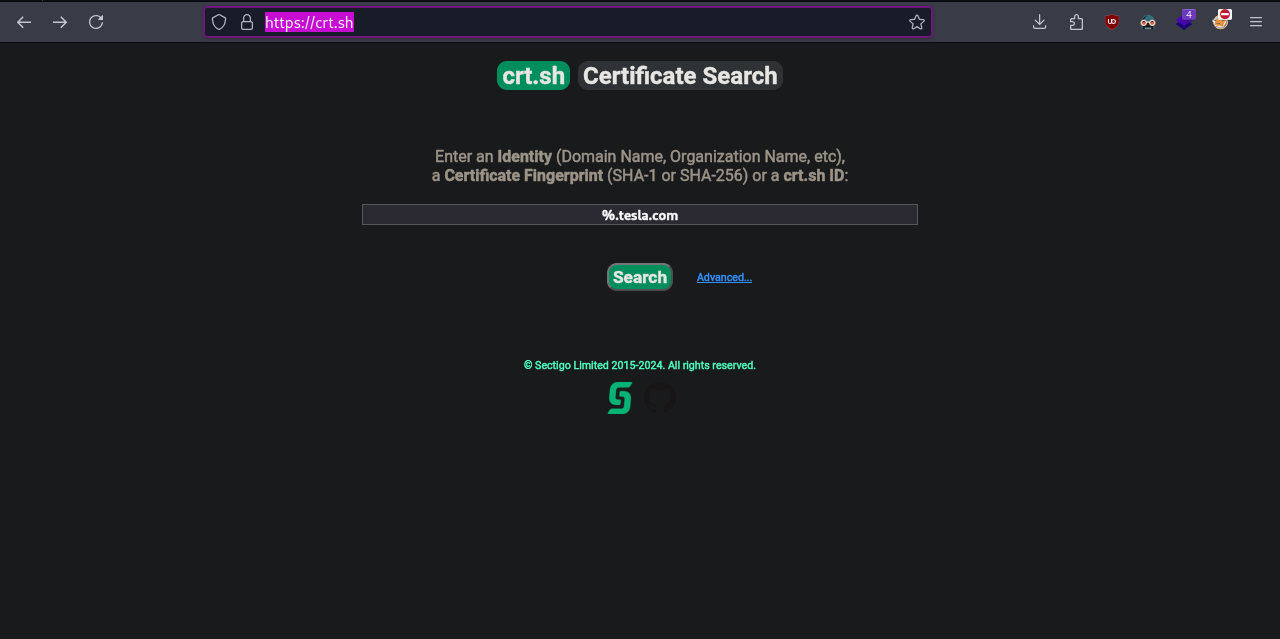 https://crt.sh
4
crt.sh Certificate Search
Enter an Identity (Domain Name, Organization Name, etc),
a Certificate Fingerprint (SHA-1 or SHA-256) or a crt.sh ID:
%.tesla.com
Search Advanced...
© Sectigo Limited 2015-2024. All rights reserved.